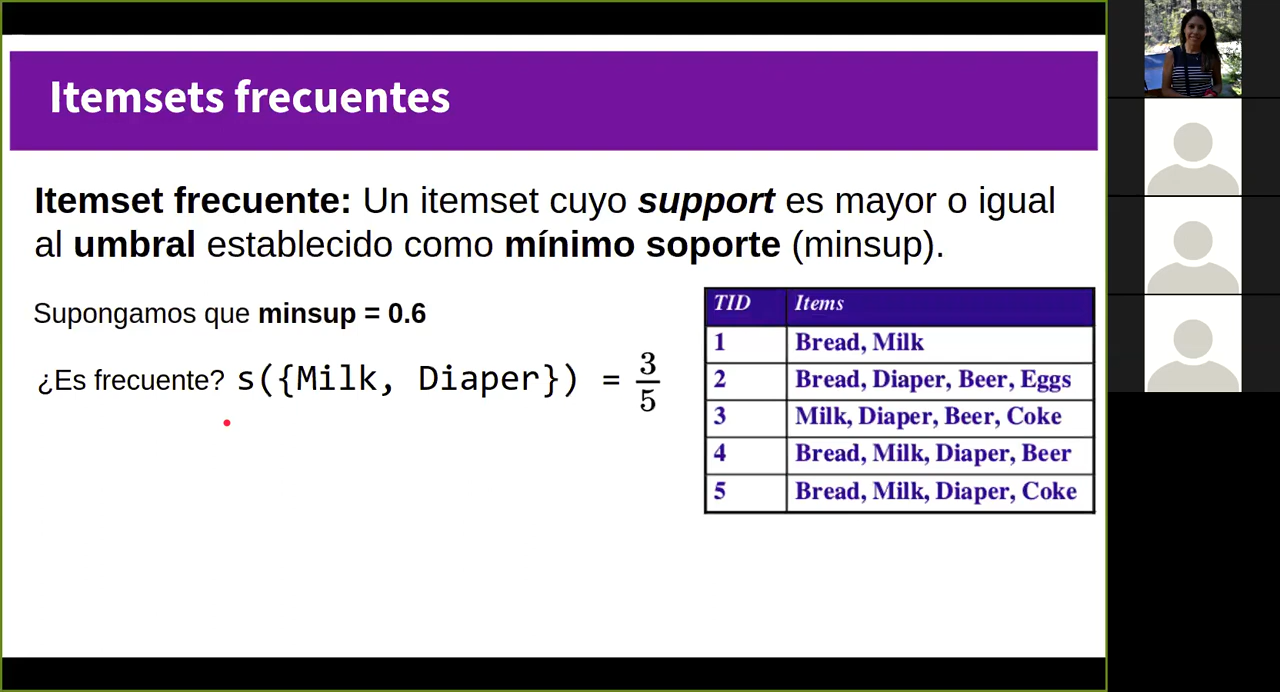 Itemsets frecuentes
Itemset frecuente: Un itemset cuyo support es mayor o igual
al umbral establecido como mínimo soporte (minsup).
Supongamos que minsup = 0.6
¿Es frecuente? s({Milk, Diaper}) = 3/5
TID Items
1 Bread, Milk
2 Bread, Diaper, Beer, Eggs
3 Milk, Diaper, Beer, Coke
4 Bread, Milk, Diaper, Beer
5 Bread, Milk, Diaper, Coke